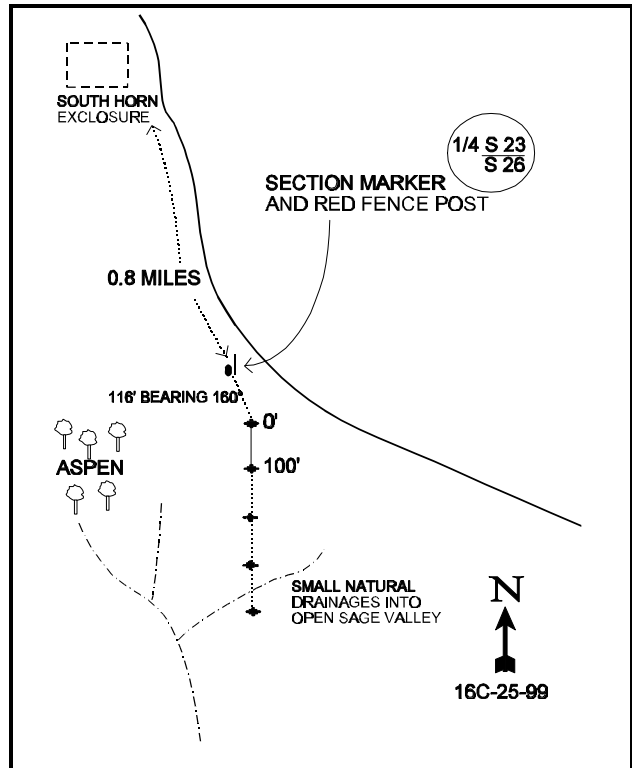 SOUTH HORN
EXCLOSURE
1/4 S 23
S 26
SECTION MARKER
AND RED FENCE POST
0.8 MILES
116' BEARING 160°
0'
ASPEN
100'
SMALL NATURAL
DRAINAGES INTO
OPEN SAGE VALLEY
N
16C-25-99